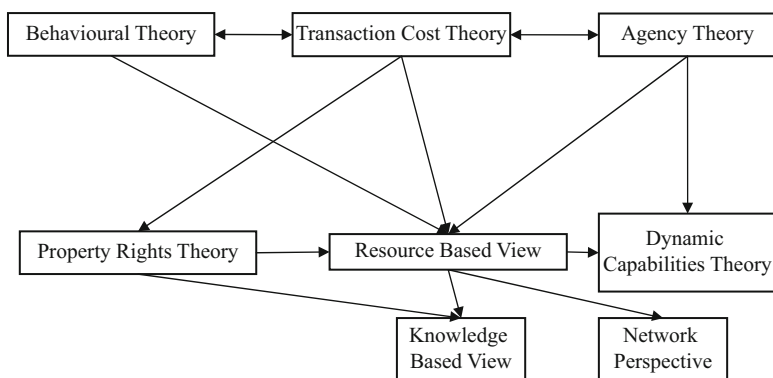 Behavioural Theory
Transaction Cost Theory
Agency Theory
Property Rights Theory
Resource Based View
Dynamic
Capabilities Theory
Knowledge
Based View
Network
Perspective